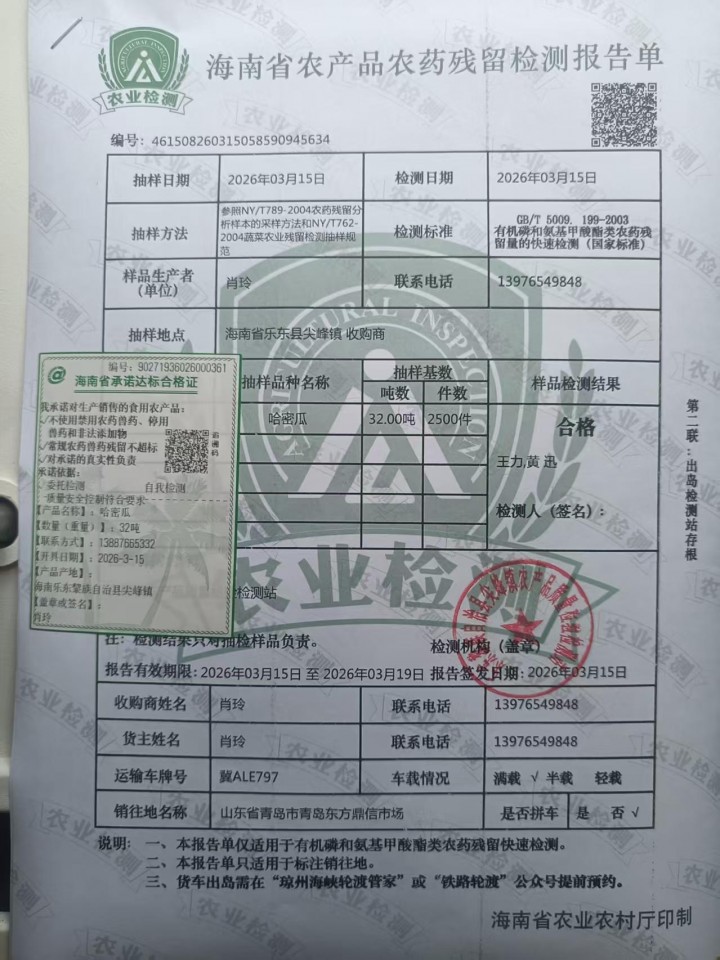 海南省农产品农药残留检测报告单
农业检测
编号: 461508260315058590945634
抽样日期 2026年03月15日 检测日期 2026年03月15日
抽样方法
参照NY/T789-2004农药残留分
析样本的采样方法和NY/T762-
2004蔬菜农业残留检测抽样规
范
检测标准
GB/T 5009. 199-2003
有机磷和氨基甲酸酯类农药残
留量的快速检测（国家标准）
样品生产者
（单位）
肖玲
联系电话 13976549848
抽样地点 海南省乐东县尖峰镇 收购商
抽样品种名称 抽样基数 样品检测结果
吨数 件数
哈密瓜 32.00吨 2500件 合格
王力,黄 迅
检测人（签名）:
检测站
AGRICULTURAL INSPECTION
农业检测
编号: 90271936026000361
海南省承诺达标合格证
我承诺对生产销售的食用农产品:
✓不使用禁用农药兽药、停用
兽药和非法添加物
✓常规农药兽药残留不超标
✓对承诺的真实性负责
承诺依据:
✓委托检测 自我检测
质量安全控制符合要求
【产品名称】: 哈密瓜
【数量（重量）】: 32吨
【联系方式】: 13887665332
【开具日期】: 2026-3-15
【产品产地】:
海南乐东黎族自治县尖峰镇
【盖章或签名】:
肖玲
注: 检测结果只对抽检样品负责。
检测机构（盖章）
报告有效期限: 2026年03月15日 至 2026年03月19日 报告签发日期: 2026年03月15日
收购商姓名 肖玲 联系电话 13976549848
货主姓名 肖玲 联系电话 13976549848
运输车牌号 冀ALE797 车载情况 满载 √ 半载 轻载
销往地名称 山东省青岛市青岛东方鼎信市场 是否拼车 是 否 √
说明: 一、本报告单仅适用于有机磷和氨基甲酸酯类农药残留快速检测。
二、本报告单只适用于标注销往地。
三、货车出岛需在“琼州海峡轮渡管家”或“铁路轮渡”公众号提前预约。
海南省农业农村厅印制
第二联:出岛检测站存根